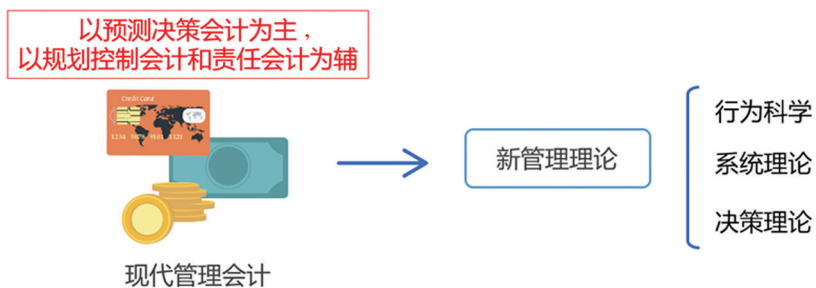 以预测决策会计为主，
以规划控制会计和责任会计为辅
Credit Card
现代管理会计
新管理理论
行为科学
系统理论
决策理论